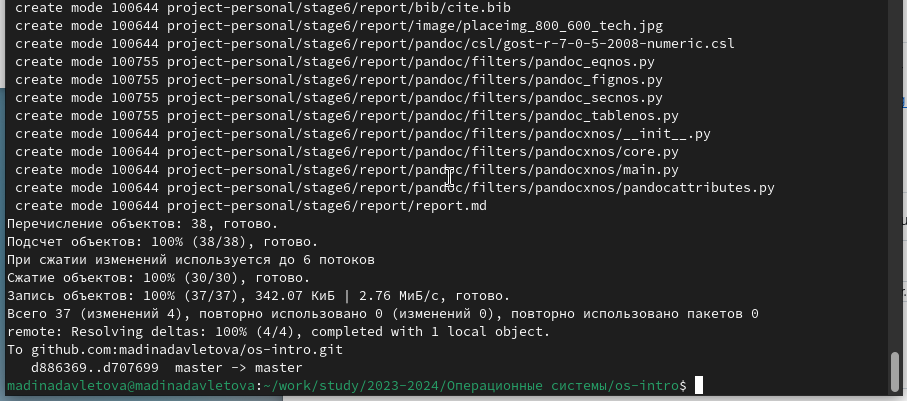 create mode 100644 project-personal/stage6/report/bib/cite.bib
create mode 100644 project-personal/stage6/report/image/placeimg_800_600_tech.jpg
create mode 100644 project-personal/stage6/report/pandoc/csl/gost-r-7-0-5-2008-numeric.csl
create mode 100755 project-personal/stage6/report/pandoc/filters/pandoc_eqnos.py
create mode 100755 project-personal/stage6/report/pandoc/filters/pandoc_fignos.py
create mode 100755 project-personal/stage6/report/pandoc/filters/pandoc_secnos.py
create mode 100755 project-personal/stage6/report/pandoc/filters/pandoc_tablenos.py
create mode 100644 project-personal/stage6/report/pandoc/filters/pandocxnos/__init__.py
create mode 100644 project-personal/stage6/report/pandoc/filters/pandocxnos/core.py
create mode 100644 project-personal/stage6/report/pandoc/filters/pandocxnos/main.py
create mode 100644 project-personal/stage6/report/pandoc/filters/pandocxnos/pandocattributes.py
create mode 100644 project-personal/stage6/report/report.md
Перечисление объектов: 38, готово.
Подсчет объектов: 100% (38/38), готово.
При сжатии изменений используется до 6 потоков
Сжатие объектов: 100% (30/30), готово.
Запись объектов: 100% (37/37), 342.07 КиБ | 2.76 МиБ/с, готово.
Всего 37 (изменений 4), повторно использовано 0 (изменений 0), повторно использовано пакетов 0
remote: Resolving deltas: 100% (4/4), completed with 1 local object.
To github.com:madinadavletova/os-intro.git
d886369..d707699  master -> master
madinadavletova@madinadavletova:~/work/study/2023-2024/Операционные системы/os-intro$